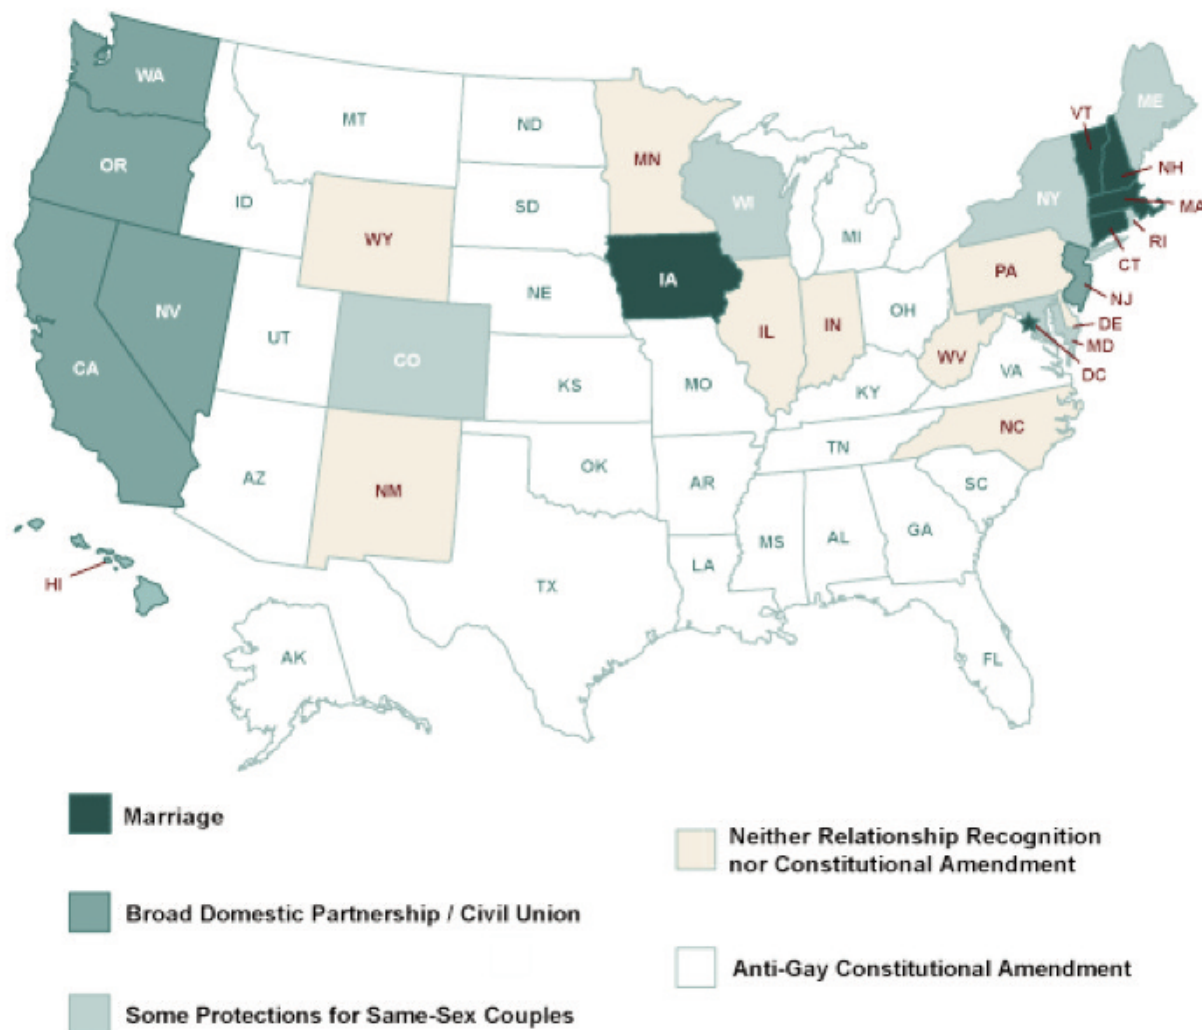 WA
MT
ND
MN
VT
ME
OR
ID
SD
WI
NY
NH
MA
WY
MI
RI
IA
PA
CT
NE
NV
NJ
UT
IL
IN
OH
DE
CA
CO
WV
MD
KS
MO
VA
DC
KY
NC
TN
OK
AZ
NM
AR
SC
MS
AL
GA
LA
HI
TX
AK
FL
Marriage
Neither Relationship Recognition
nor Constitutional Amendment
Broad Domestic Partnership / Civil Union
Anti-Gay Constitutional Amendment
Some Protections for Same-Sex Couples